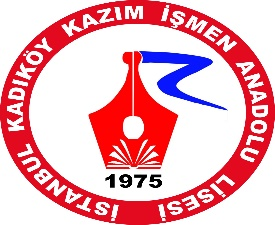 İSTANBUL KADIKÖY KAZIM İŞMEN ANADOLU LİSESİ
1975